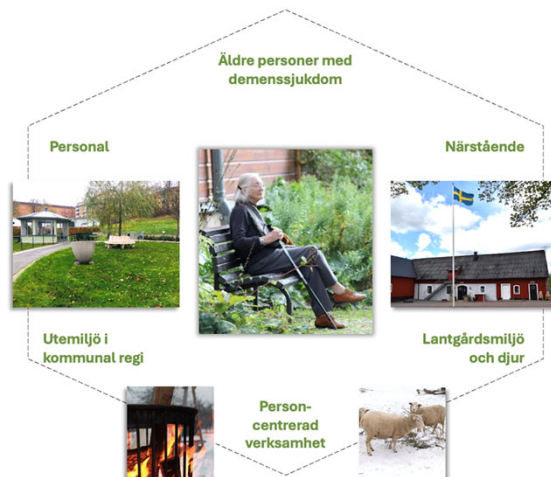 Äldre personer med
demenssjukdom
Personal
Närstående
Utemiljö i
kommunal regi
Lantgårdsmiljö
och djur
Person-
centrerad
verksamhet